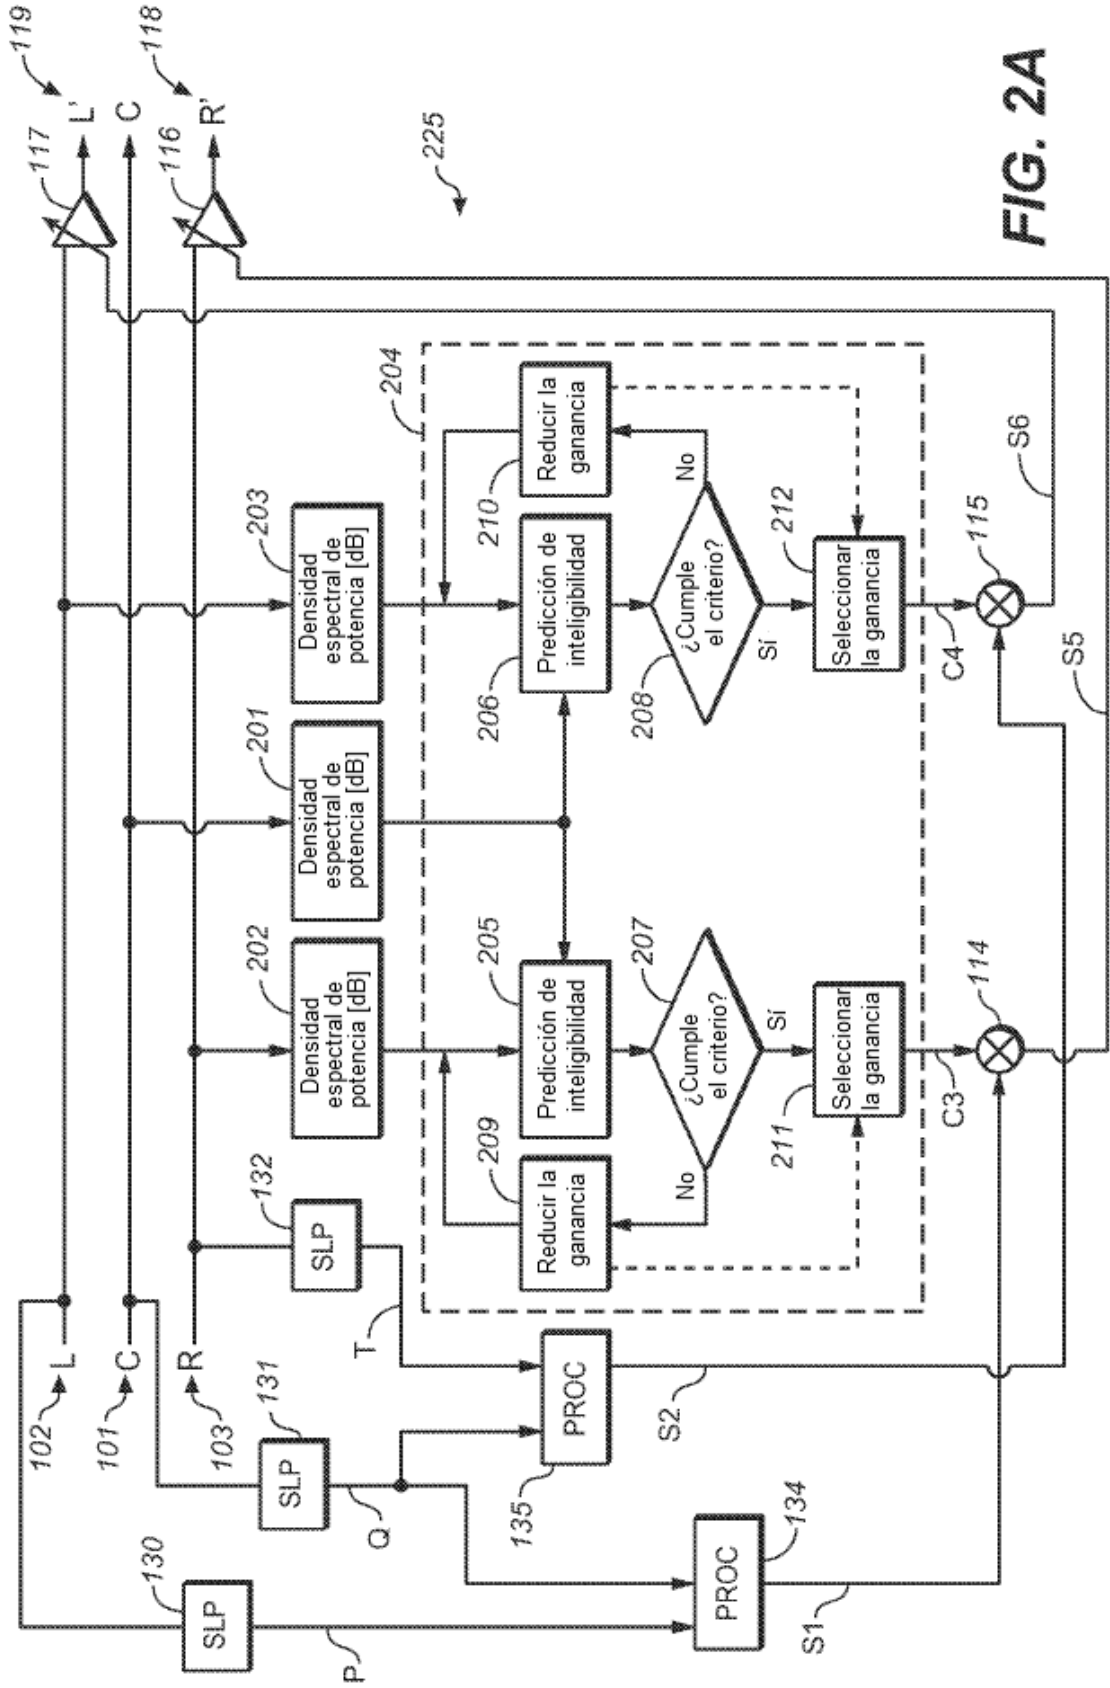 102
L
101
C
103
R
117
L'
119
C
116
R'
118
225
130
SLP
131
SLP
132
SLP
P
Q
T
202
Densidad
espectral de
potencia [dB]
201
Densidad
espectral de
potencia [dB]
203
Densidad
espectral de
potencia [dB]
204
209
Reducir la
ganancia
205
Predicción de
inteligibilidad
206
Predicción de
inteligibilidad
210
Reducir la
ganancia
135
PROC
134
PROC
No
¿Cumple
el criterio?
207
Sí
208
¿Cumple
el criterio?
No
Sí
211
Seleccionar
la ganancia
212
Seleccionar
la ganancia
S2
S1
C3
114
C4
115
S6
S5
FIG. 2A